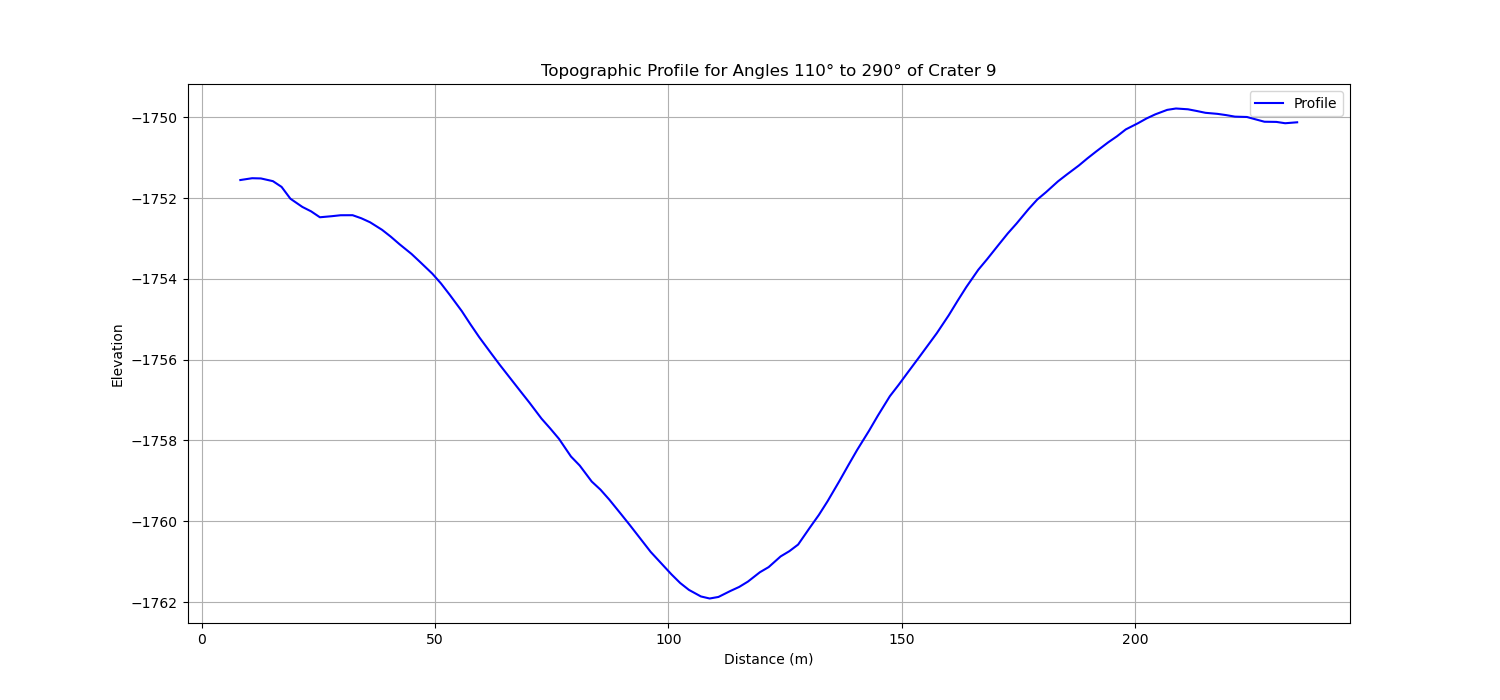 Topographic Profile for Angles 110° to 290° of Crater 9
Profile
Elevation
−1750
−1752
−1754
−1756
−1758
−1760
−1762
0 50 100 150 200
Distance (m)